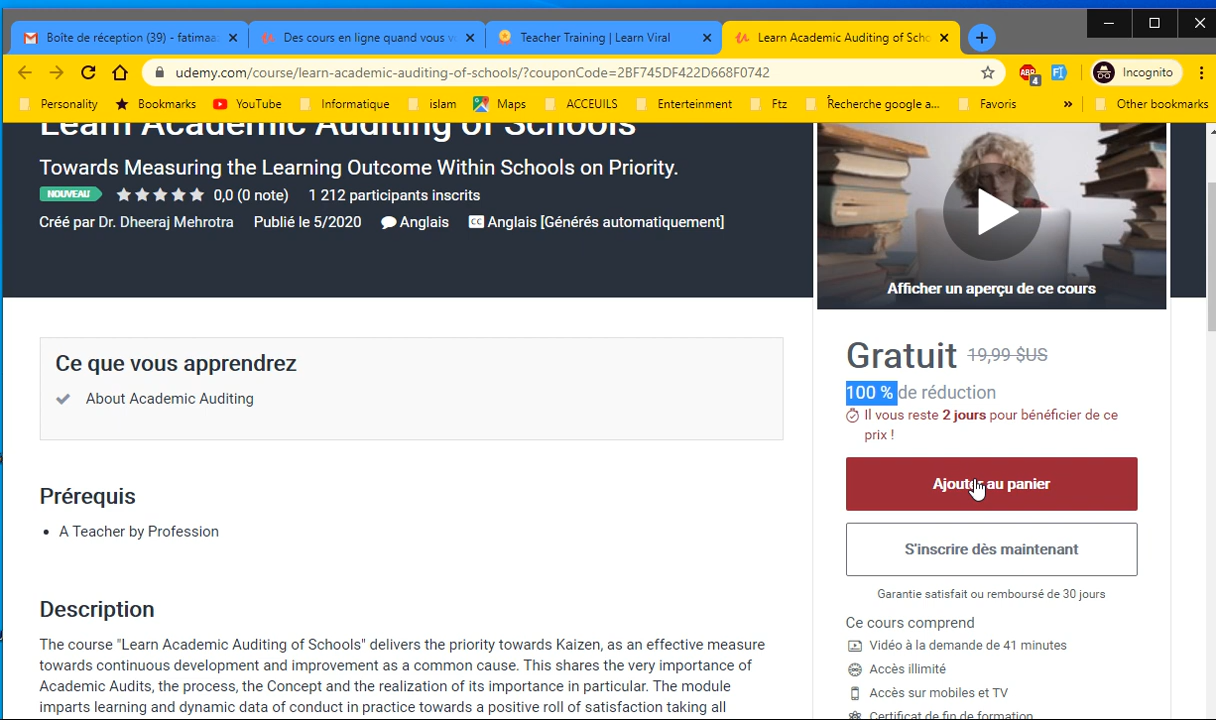 Boîte de réception (39) - fatimaa
Des cours en ligne quand vous v
Teacher Training | Learn Viral
Learn Academic Auditing of Scho
udemy.com/course/learn-academic-auditing-of-schools/?couponCode=2BF745DF422D668F0742
ABP
4
Incognito
Personality
Bookmarks
YouTube
Informatique
islam
Maps
ACCEUILS
Enterteinment
Ftz
Recherche google a...
Favoris
»
Other bookmarks
Learn Academic Auditing of Schools
Towards Measuring the Learning Outcome Within Schools on Priority.
NOUVEAU
0,0 (0 note)
1 212 participants inscrits
Créé par Dr. Dheeraj Mehrotra
Publié le 5/2020
Anglais
CC Anglais [Générés automatiquement]
Afficher un aperçu de ce cours
Ce que vous apprendrez
About Academic Auditing
Prérequis
• A Teacher by Profession
Description
The course "Learn Academic Auditing of Schools" delivers the priority towards Kaizen, as an effective measure
towards continuous development and improvement as a common cause. This shares the very importance of
Academic Audits, the process, the Concept and the realization of its importance in particular. The module
imparts learning and dynamic data of conduct in practice towards a positive roll of satisfaction taking all
Gratuit 19,99 $US
100 % de réduction
Il vous reste 2 jours pour bénéficier de ce
prix !
Ajouter au panier
S'inscrire dès maintenant
Garantie satisfait ou remboursé de 30 jours
Ce cours comprend
Vidéo à la demande de 41 minutes
Accès illimité
Accès sur mobiles et TV
Certificat de fin de formation